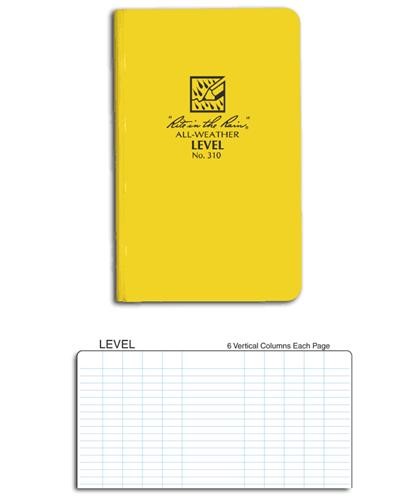 "Rite in the Rain"®
ALL-WEATHER
LEVEL
No. 310
LEVEL
6 Vertical Columns Each Page